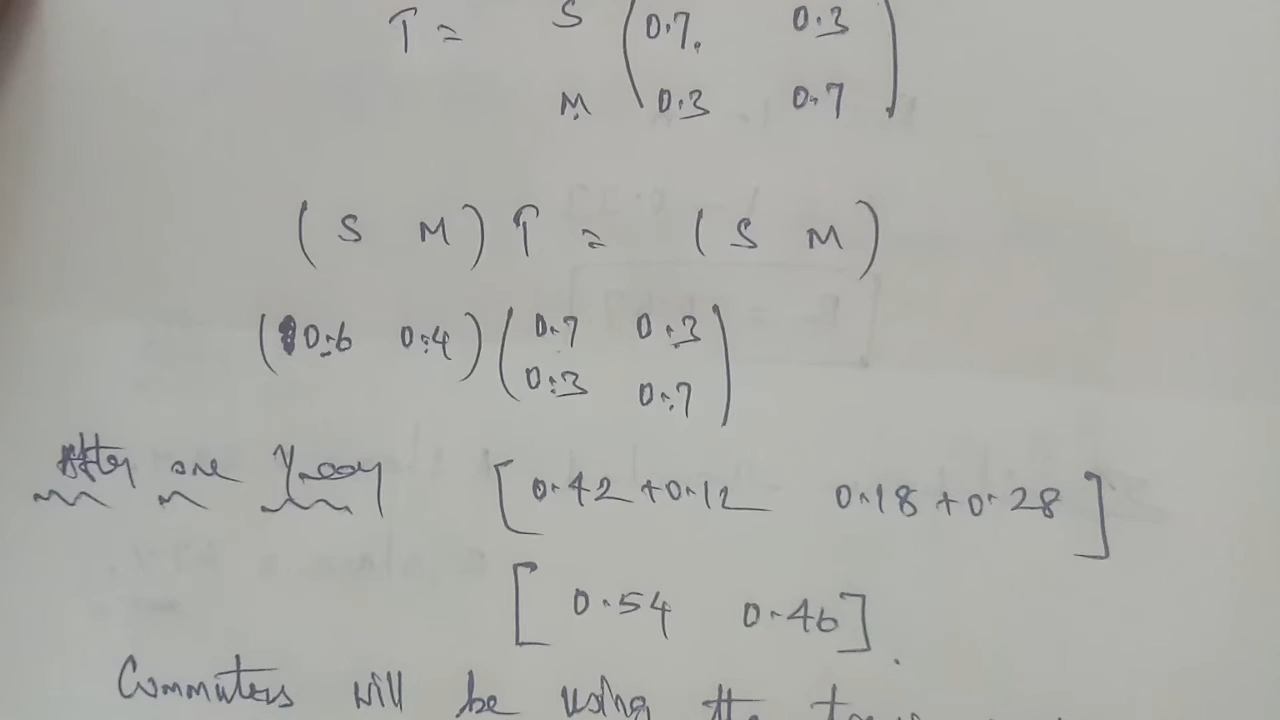 T = S ( 0.7 0.3
M 0.3 0.7 )
( S M ) T = ( S M )
( 0.6 0.4 ) ( 0.7 0.3
0.3 0.7 )
After one Year [ 0.42 + 0.12 0.18 + 0.28 ]
[ 0.54 0.46 ] .
Commuters will be using the